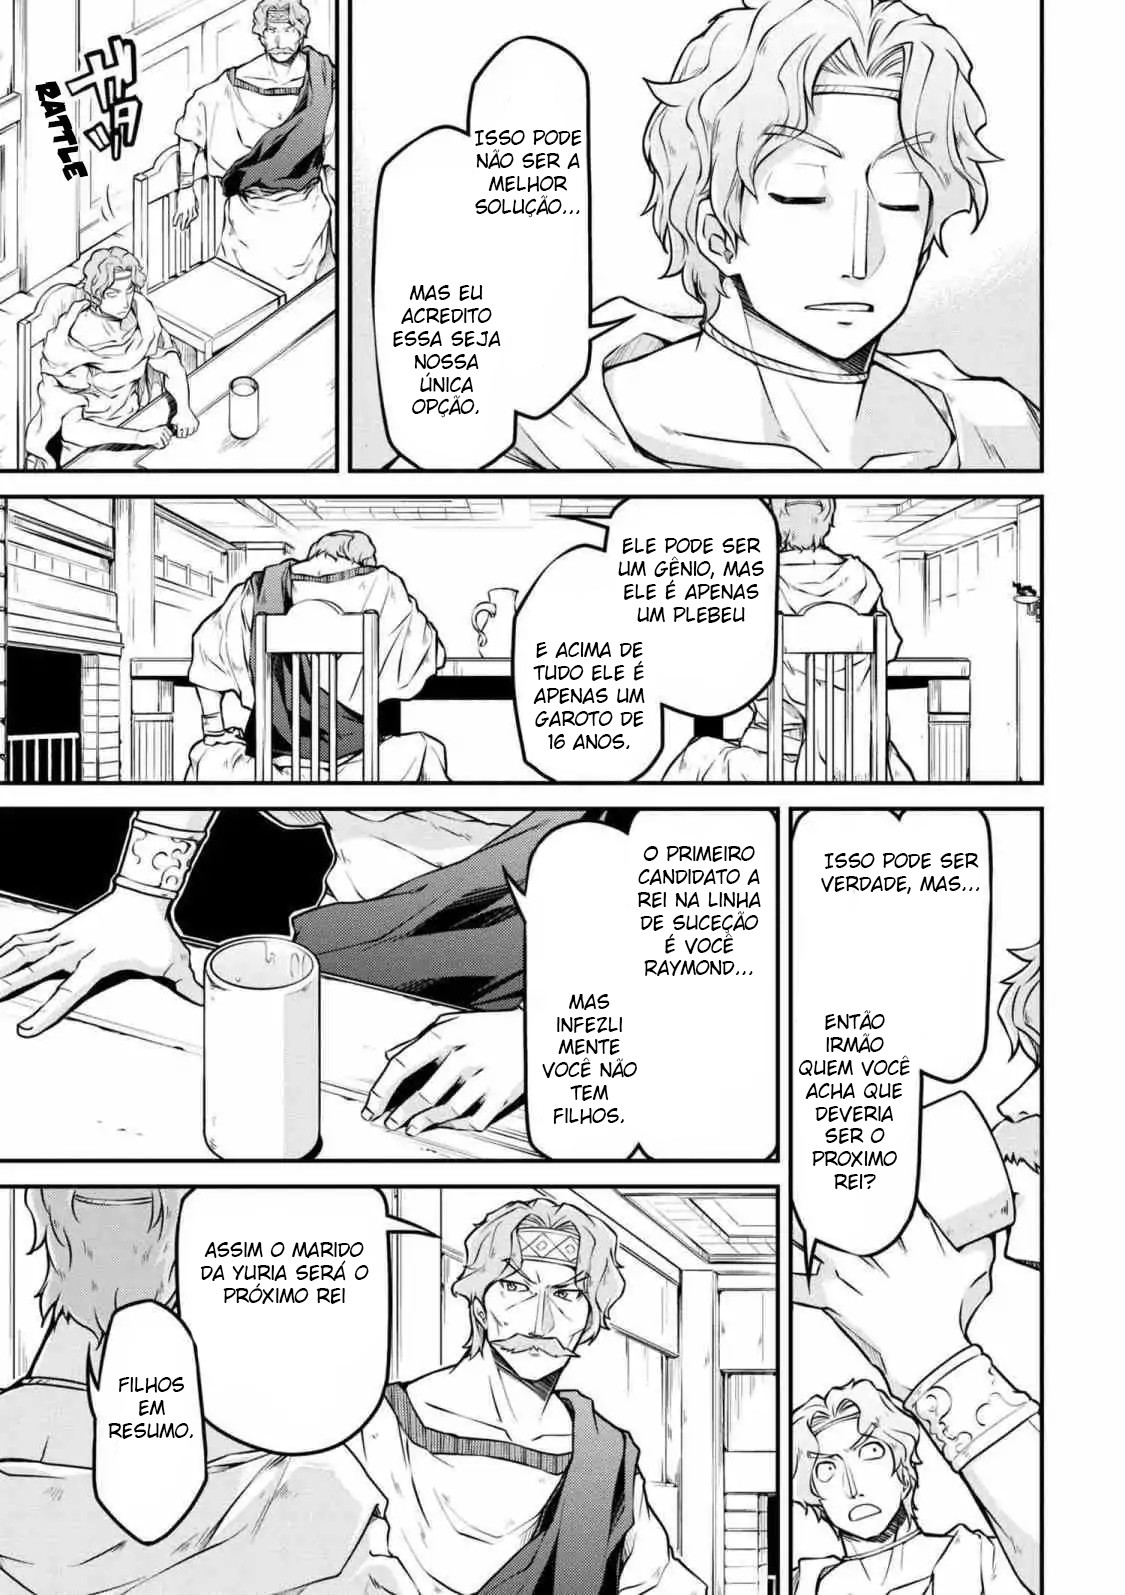 ISSO PODE
NÃO SER A
MELHOR
SOLUÇÃO...
MAS EU
ACREDITO
ESSA SEJA
NOSSA
ÚNICA
OPÇÃO.
ガタッ
RATTLE
ELE PODE SER
UM GÊNIO, MAS
ELE É APENAS
UM PLEBEU
E ACIMA DE
TUDO ELE É
APENAS UM
GAROTO DE
16 ANOS.
ISSO PODE SER
VERDADE, MAS...
ENTÃO
IRMÃO
QUEM VOCÊ
ACHA QUE
DEVERIA
SER O
PROXIMO
REI?
O PRIMEIRO
CANDIDATO A
REI NA LINHA
DE SUCEÇÃO
É VOCÊ
RAYMOND...
MAS
INFEZLI
MENTE
VOCÊ NÃO
TEM
FILHOS.
ASSIM O MARIDO
DA YURIA SERÁ O
PRÓXIMO REI
FILHOS
EM
RESUMO.